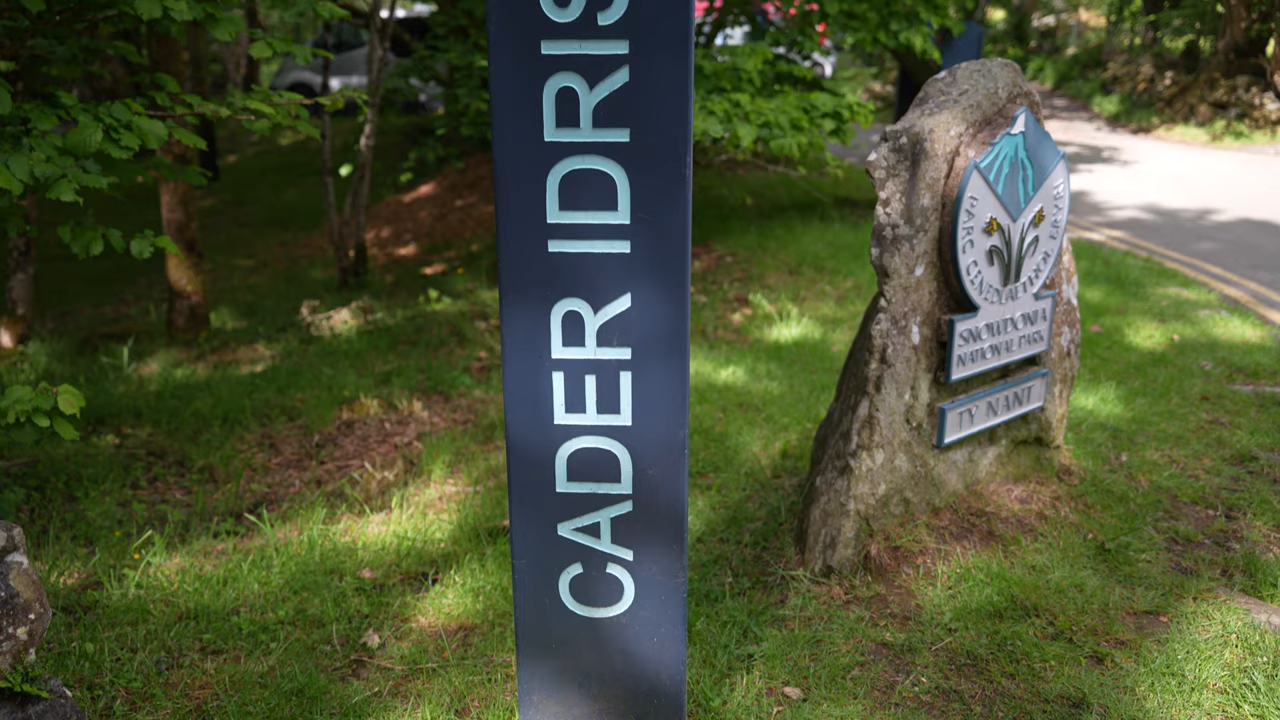 CADER IDRIS
PARC CENEDLAETHOL ERYRI
SNOWDONIA
NATIONAL PARK
TY NANT